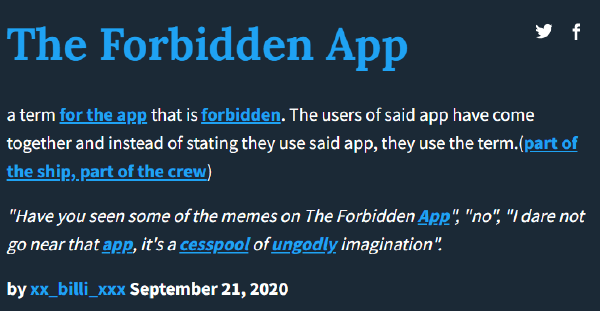 The Forbidden App
a term for the app that is forbidden. The users of said app have come
together and instead of stating they use said app, they use the term.(part of
the ship, part of the crew)
"Have you seen some of the memes on The Forbidden App", "no", "I dare not
go near that app, it's a cesspool of ungodly imagination".
by xx_billi_xxx September 21, 2020